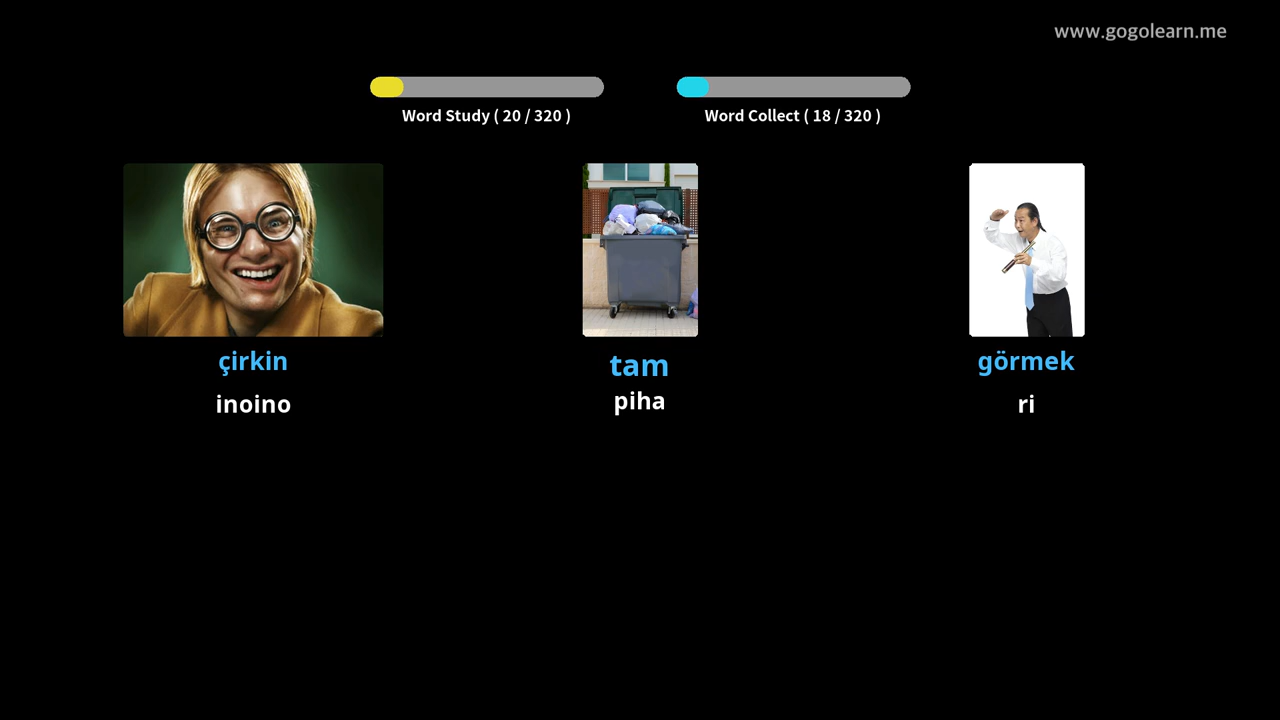 www.gogolearn.me
Word Study ( 20 / 320 )
Word Collect ( 18 / 320 )
çirkin
tam
görmek
inoino
piha
ri